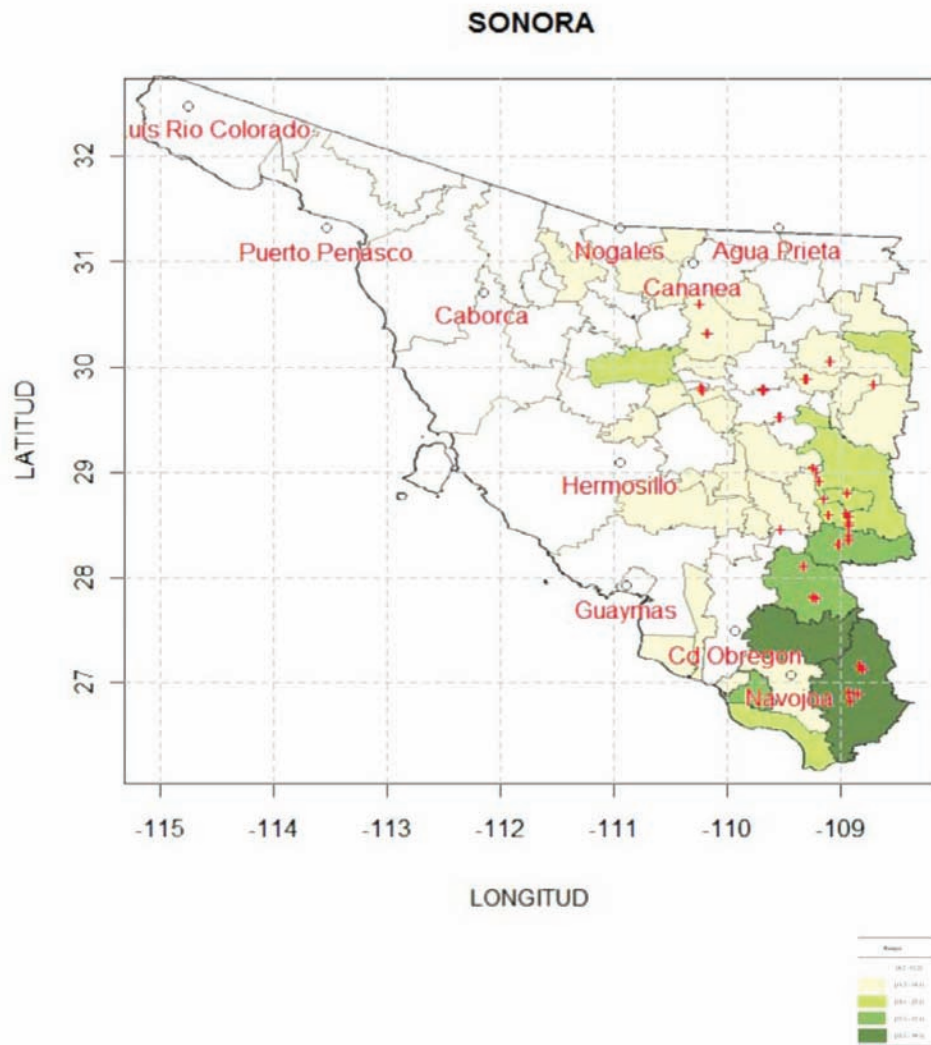 SONORA
uis Rio Colorado
Puerto Penasco
Nogales
Agua Prieta
Cananea
Caborca
Hermosillo
Guaymas
Cd Obregon
Navojoa
LATITUD
32
31
30
29
28
27
-115
-114
-113
-112
-111
-110
-109
LONGITUD